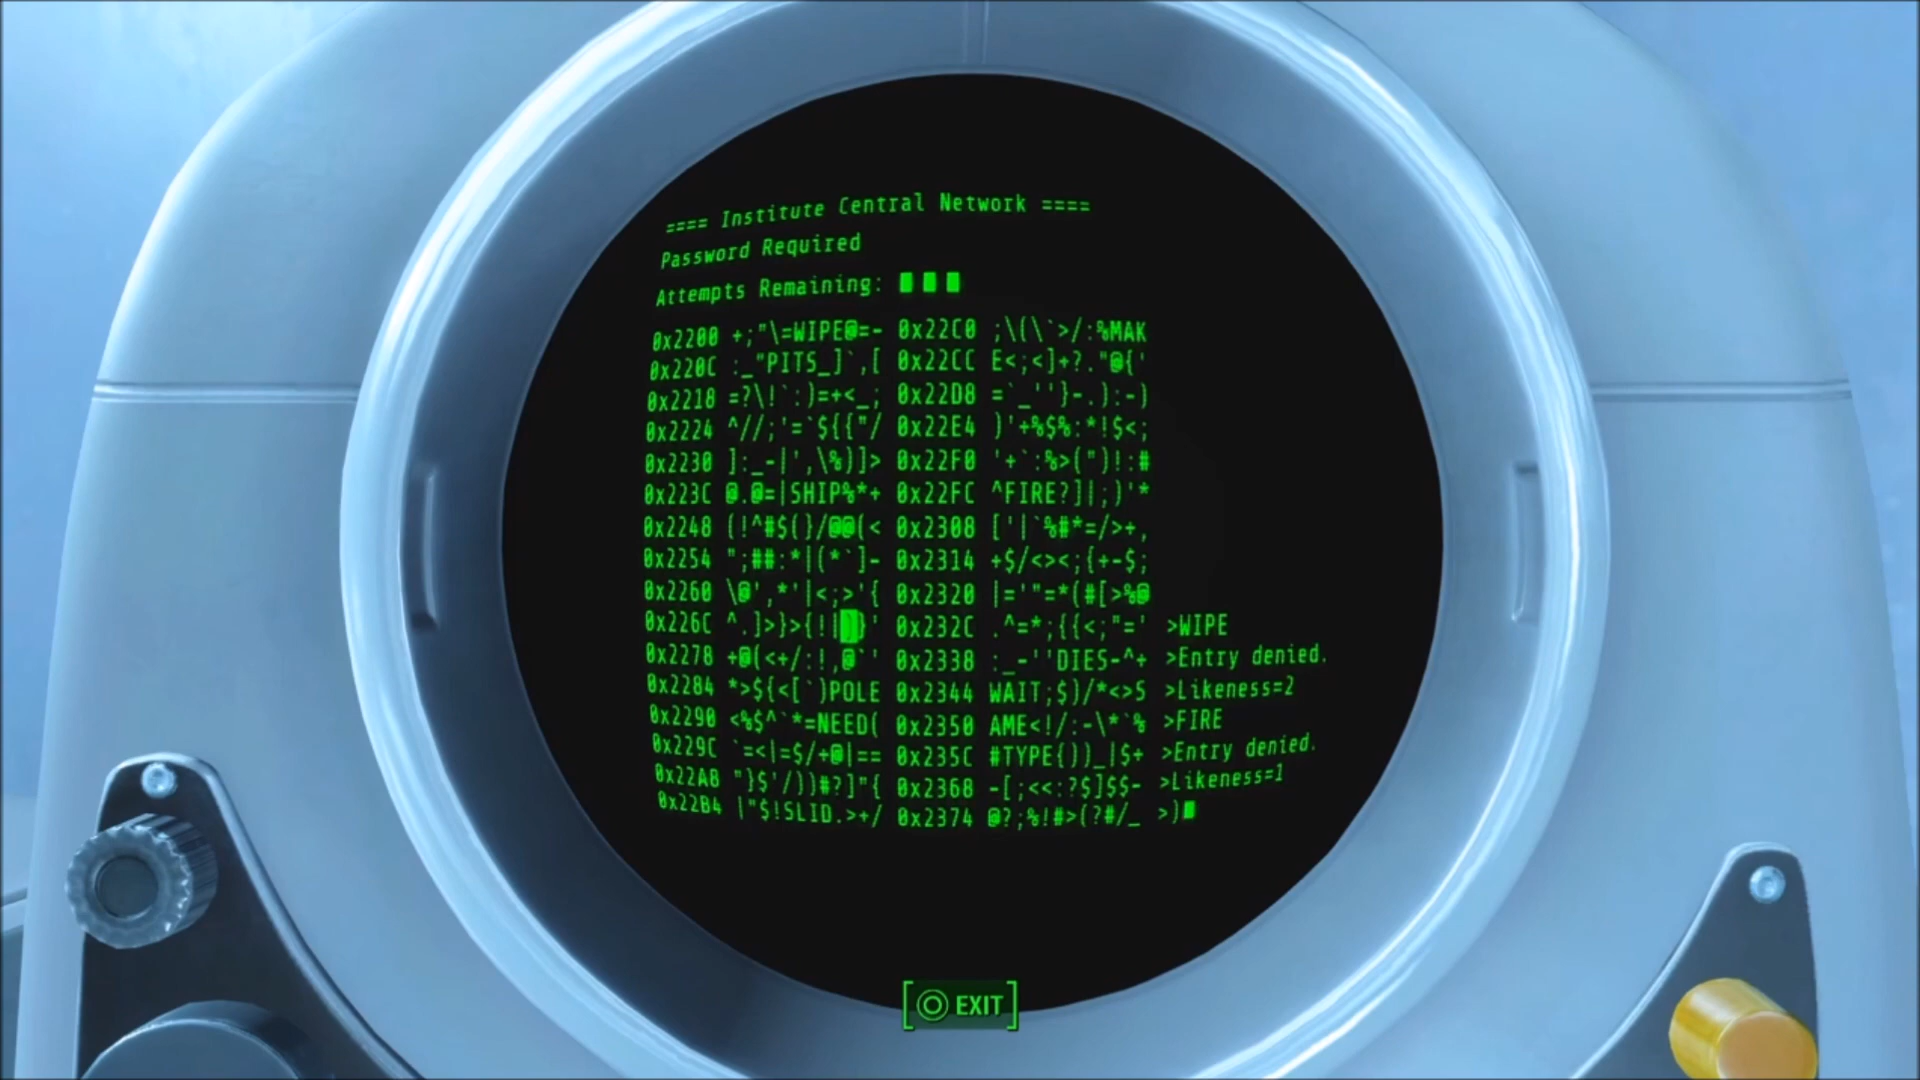 ==== Institute Central Network ====
Password Required
Attempts Remaining: ■ ■ ■
0x2200 +;"\=WIPE@=- 0x22C0 ;\(\`>/:%MAK
0x220C :_"PITS_]`,[ 0x22CC E<;<]+?."@{'
0x2218 =?\!`:)=+<_; 0x22D8 =`_''}-.):-)
0x2224 ^//;'=`${{"/ 0x22E4 )'+%$%:*!$<;
0x2230 ]:_-|',\%)]> 0x22F0 '+`:%>(")!:#
0x223C @.@=|SHIP%*+ 0x22FC ^FIRE?]|;)'*
0x2248 (!^#$()/@@(< 0x2308 ['|`%#*=/>+,
0x2254 ";##:*|(*`]- 0x2314 +$/<><;{+-$;
0x2260 \@',*'|<;>'{ 0x2320 |='"=*(#[>%@
0x226C ^.]>}>{!|)}' 0x232C .^=*;{{<;"=' >WIPE
0x2278 +@(<+/:!,@`' 0x2338 :_-''DIES-^+ >Entry denied.
0x2284 *>${<[`)POLE 0x2344 WAIT;$)/*<>S >Likeness=2
0x2290 <%$^`*=NEED( 0x2350 AME<!/:-\*`% >FIRE
0x229C `=<|=$/+@|== 0x235C #TYPE{))_|$+ >Entry denied.
0x22A8 "}$'/))#?]"{ 0x2368 -[;<<:?$]$$- >Likeness=1
0x22B4 |"$!SLID.>+/ 0x2374 @?;%!#>(?#/_ >)■
[◎ EXIT]